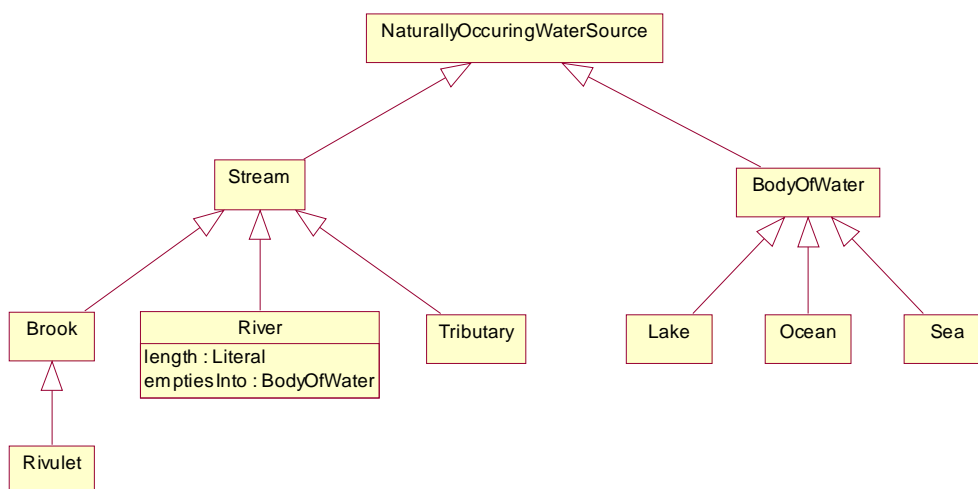 NaturallyOccuringWaterSource
Stream
BodyOfWater
Brook
River
length : Literal
emptiesInto : BodyOfWater
Tributary
Lake
Ocean
Sea
Rivulet